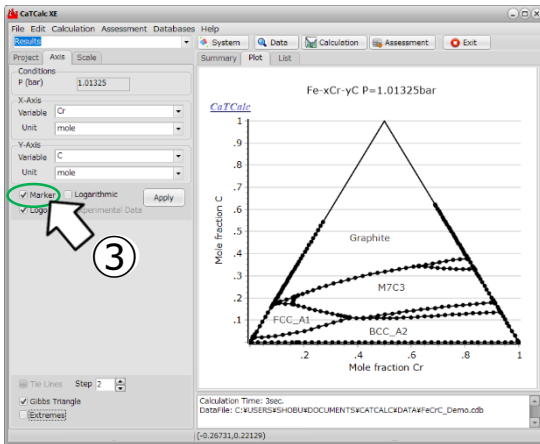 CaTCalc XE
File Edit Calculation Assessment Databases Help
Results
System Data Calculation Assessment Exit
Project Axis Scale
Summary Plot List
Conditions
P (bar) 1.01325
X-Axis
Variable Cr
Unit mole
Y-Axis
Variable C
Unit mole
Marker Logarithmic Apply
Logo Experimental Data
③
Tie Lines Step 2
Gibbs Triangle
Extremes
Fe-xCr-yC P=1.01325bar
CaTCalc
1
.9
.8
.7
.6
.5
.4
.3
.2
.1
Mole fraction C
Graphite
M7C3
FCC_A1
BCC_A2
.2 .4 .6 .8 1
Mole fraction Cr
Calculation Time: 3sec.
DataFile: C:¥USERS¥SHOBU¥DOCUMENTS¥CATCALC¥DATA¥FeCrC_Demo.cdb
(-0.26731,0.22129)